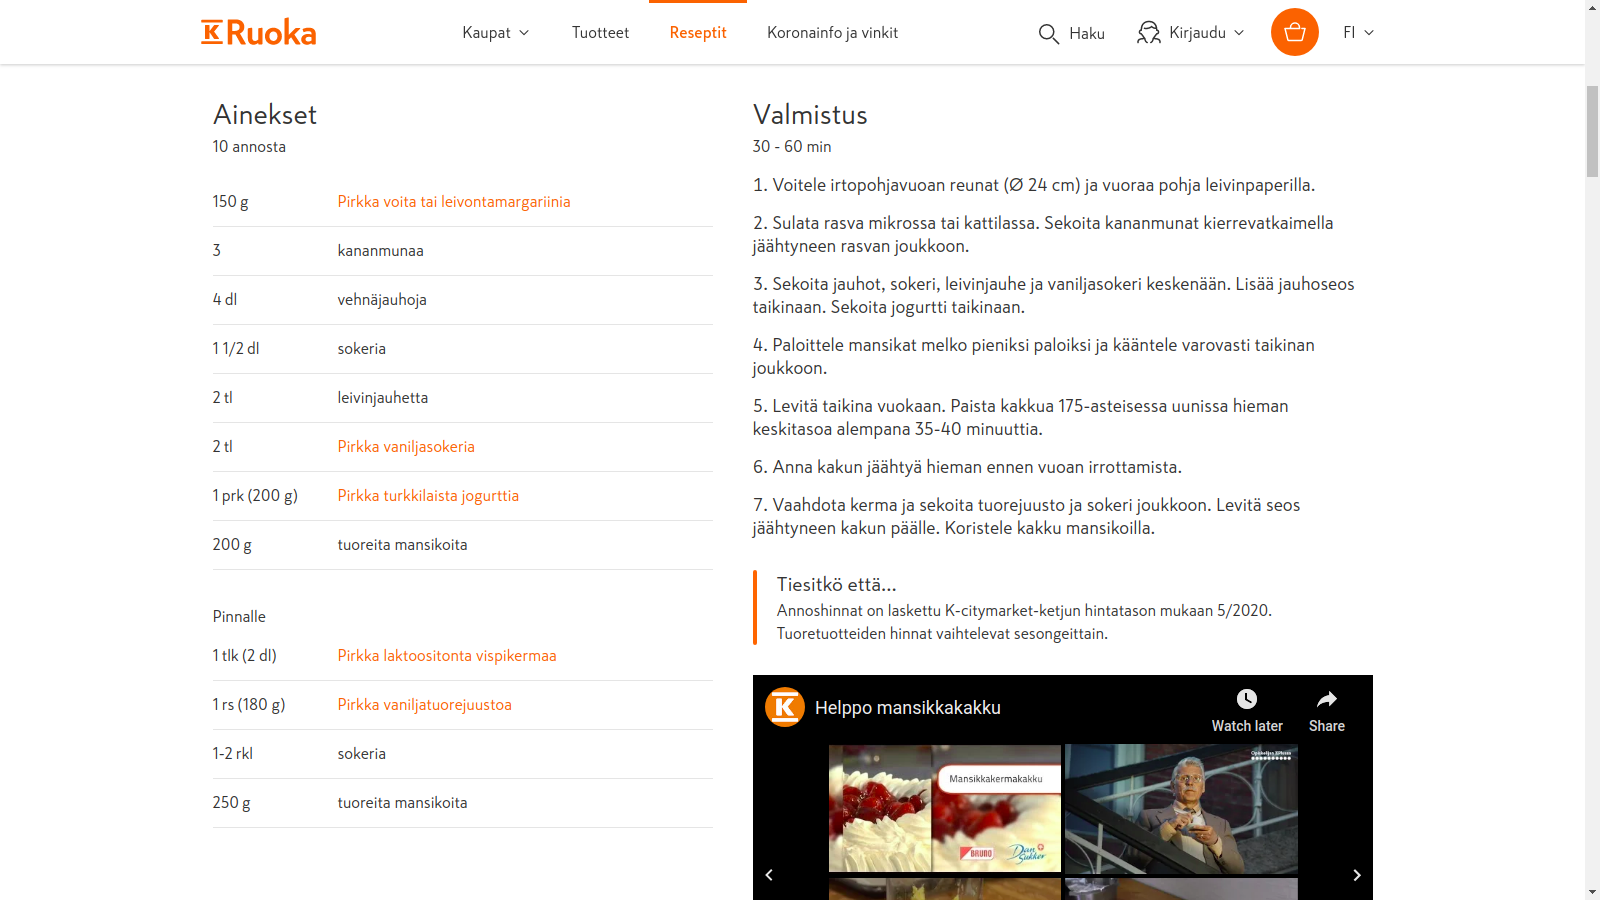 K Ruoka
Kaupat
Tuotteet
Reseptit
Koronainfo ja vinkit
Haku
Kirjaudu
FI
Ainekset
10 annosta
150 g Pirkka voita tai leivontamargariinia
3 kananmunaa
4 dl vehnäjauhoja
1 1/2 dl sokeria
2 tl leivinjauhetta
2 tl Pirkka vaniljasokeria
1 prk (200 g) Pirkka turkkilaista jogurttia
200 g tuoreita mansikoita
Pinnalle
1 tlk (2 dl) Pirkka laktoositonta vispikermaa
1 rs (180 g) Pirkka vaniljatuorejuustoa
1-2 rkl sokeria
250 g tuoreita mansikoita
Valmistus
30 - 60 min
1. Voitele irtopohjavuoan reunat (Ø 24 cm) ja vuoraa pohja leivinpaperilla.
2. Sulata rasva mikrossa tai kattilassa. Sekoita kananmunat kierrevatkaimella
jäähtyneen rasvan joukkoon.
3. Sekoita jauhot, sokeri, leivinjauhe ja vaniljasokeri keskenään. Lisää jauhoseos
taikinaan. Sekoita jogurtti taikinaan.
4. Paloittele mansikat melko pieniksi paloiksi ja kääntele varovasti taikinan
joukkoon.
5. Levitä taikina vuokaan. Paista kakkua 175-asteisessa uunissa hieman
keskitasoa alempana 35-40 minuuttia.
6. Anna kakun jäähtyä hieman ennen vuoan irrottamista.
7. Vaahdota kerma ja sekoita tuorejuusto ja sokeri joukkoon. Levitä seos
jäähtyneen kakun päälle. Koristele kakku mansikoilla.
Tiesitkö että...
Annoshinnat on laskettu K-citymarket-ketjun hintatason mukaan 5/2020.
Tuoretuotteiden hinnat vaihtelevat sesongeittain.
K
Helppo mansikkakakku
Watch later
Share
Mansikkakermakakku
BRUNO
Dan Sukker